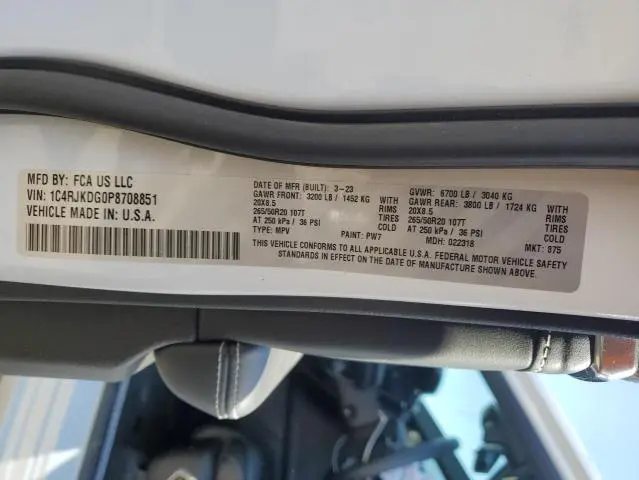 MFD BY: FCA US LLC
VIN: 1C4RJKDG0P8708851
VEHICLE MADE IN U.S.A.
DATE OF MFR (BUILT): 3-23
GAWR FRONT: 3200 LB / 1452 KG WITH
20X8.5 RIMS
265/50R20 107T TIRES
AT 250 kPa / 36 PSI COLD
TYPE: MPV PAINT: PW7
GVWR: 6700 LB / 3040 KG
GAWR REAR: 3800 LB / 1724 KG WITH
20X8.5 RIMS
265/50R20 107T TIRES
AT 250 kPa / 36 PSI COLD
MDH: 022318 MKT: S75
THIS VEHICLE CONFORMS TO ALL APPLICABLE U.S.A. FEDERAL MOTOR VEHICLE SAFETY
STANDARDS IN EFFECT ON THE DATE OF MANUFACTURE SHOWN ABOVE.